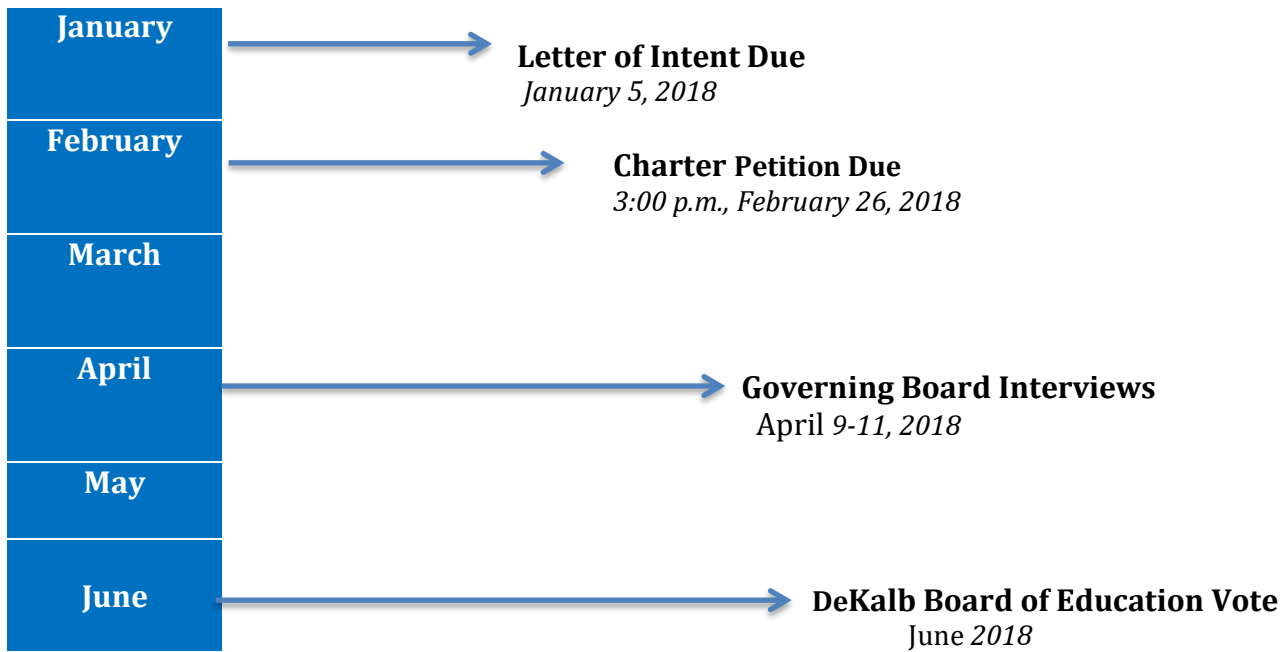 January
Letter of Intent Due
January 5, 2018
February
Charter Petition Due
3:00 p.m., February 26, 2018
March
April
Governing Board Interviews
April 9-11, 2018
May
June
DeKalb Board of Education Vote
June 2018